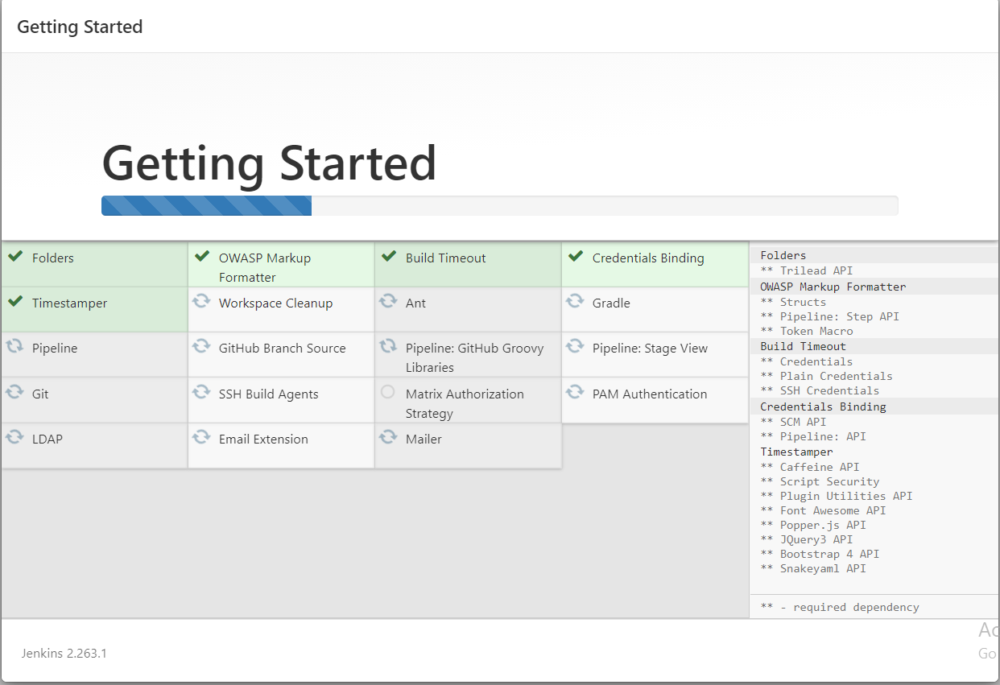 Getting Started
Getting Started
Folders
OWASP Markup
Formatter
Build Timeout
Credentials Binding
Timestamper
Workspace Cleanup
Ant
Gradle
Pipeline
GitHub Branch Source
Pipeline: GitHub Groovy
Libraries
Pipeline: Stage View
Git
SSH Build Agents
Matrix Authorization
Strategy
PAM Authentication
LDAP
Email Extension
Mailer
Folders
** Trilead API
OWASP Markup Formatter
** Structs
** Pipeline: Step API
** Token Macro
Build Timeout
** Credentials
** Plain Credentials
** SSH Credentials
Credentials Binding
** SCM API
** Pipeline: API
Timestamper
** Caffeine API
** Script Security
** Plugin Utilities API
** Font Awesome API
** Popper.js API
** JQuery3 API
** Bootstrap 4 API
** Snakeyaml API
** - required dependency
Jenkins 2.263.1
Go